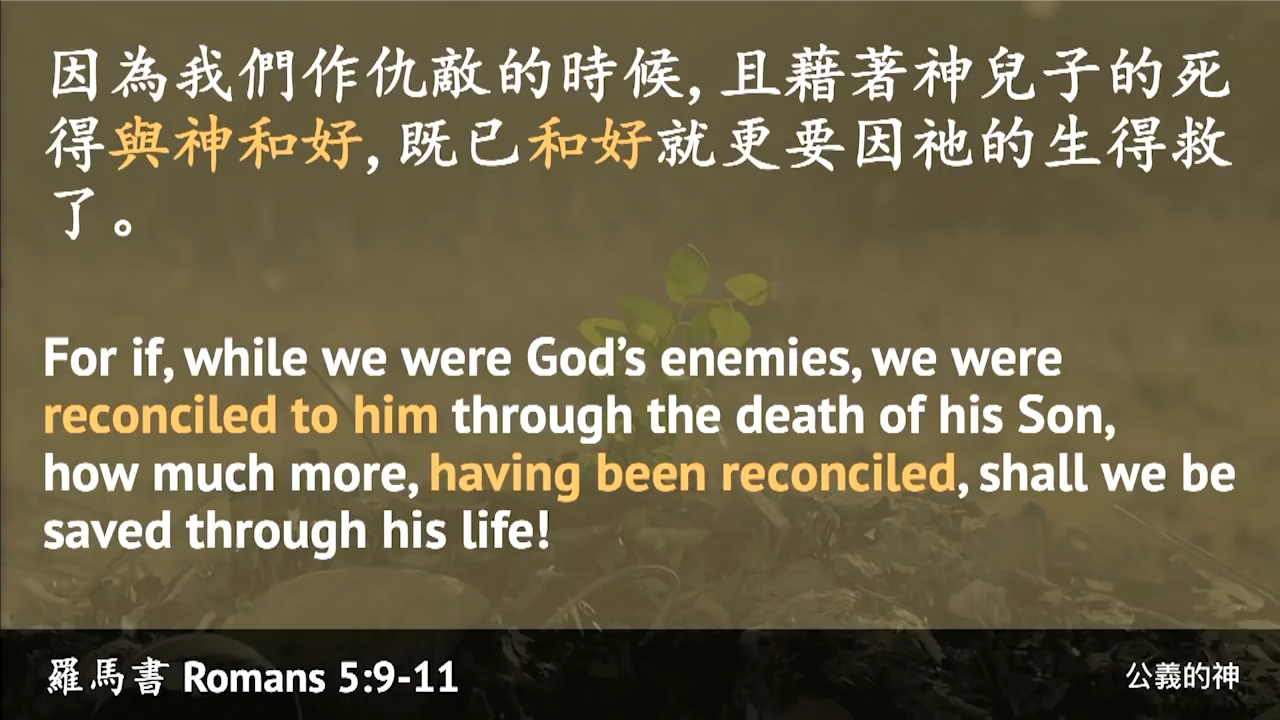 因為我們作仇敵的時候, 且藉著神兒子的死
得與神和好, 既已和好就更要因祂的生得救
了。
For if, while we were God’s enemies, we were
reconciled to him through the death of his Son,
how much more, having been reconciled, shall we be
saved through his life!
羅馬書 Romans 5:9-11
公義的神